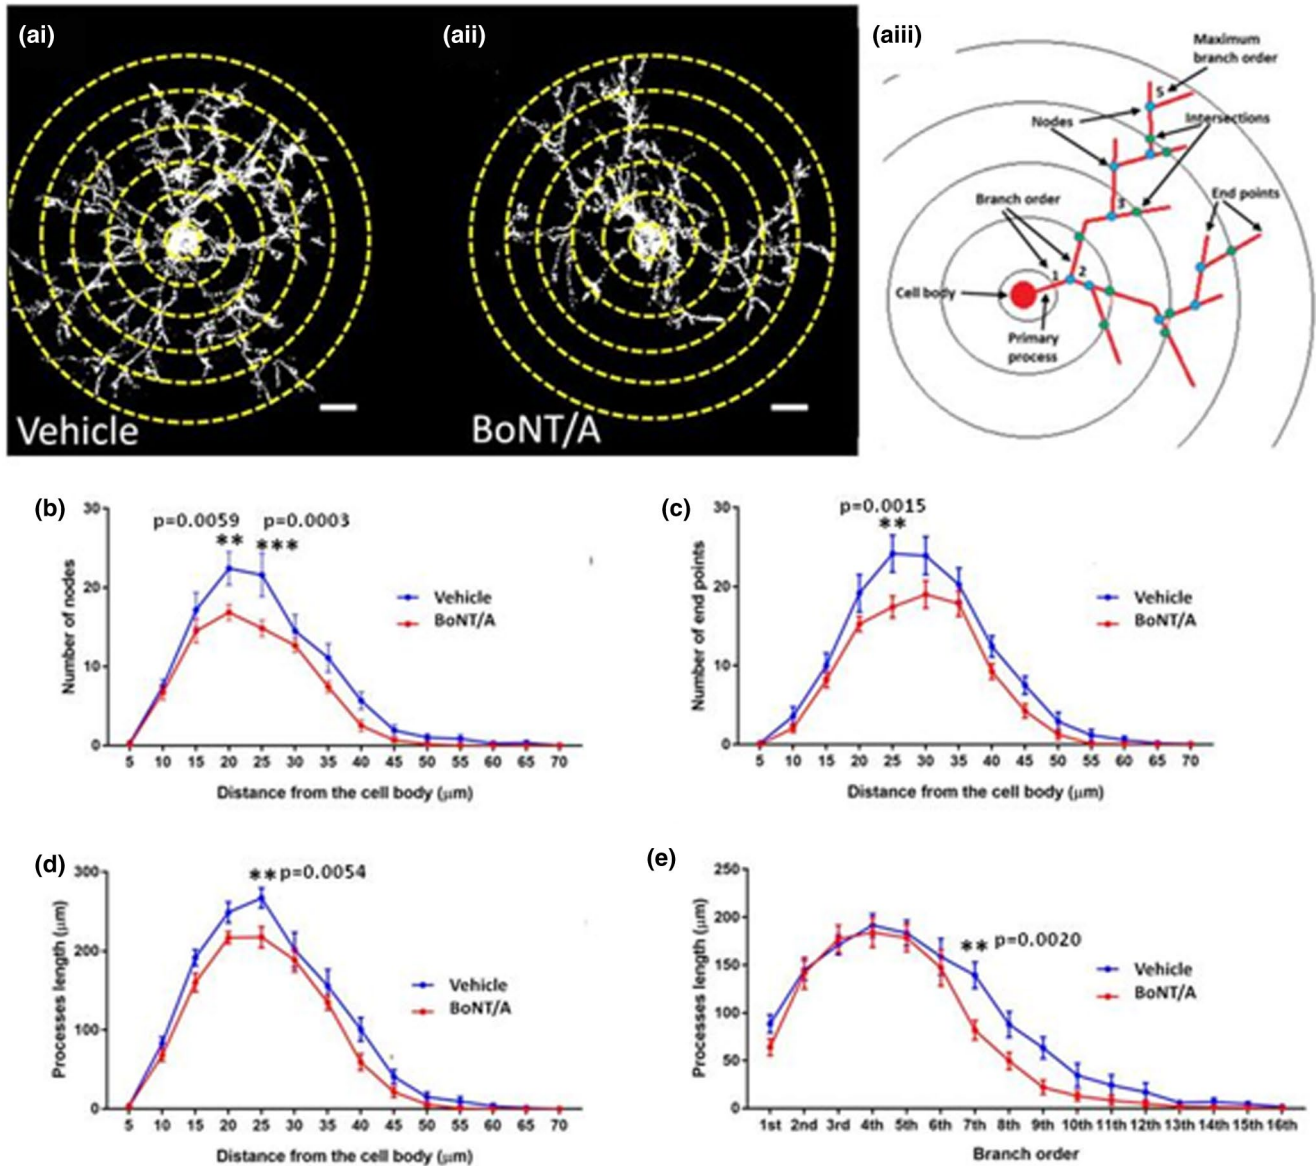 (ai)
(aii)
(aiii)
Vehicle
BoNT/A
Maximum
branch order
5
Nodes
Intersections
Branch order
3
End points
1
2
Cell body
Primary
process
(b)
p=0.0059
p=0.0003
**
***
Number of nodes
30
20
10
0
Vehicle
BoNT/A
5 10 15 20 25 30 35 40 45 50 55 60 65 70
Distance from the cell body (μm)
(c)
p=0.0015
**
Number of end points
30
20
10
0
Vehicle
BoNT/A
5 10 15 20 25 30 35 40 45 50 55 60 65 70
Distance from the cell body (μm)
(d)
** p=0.0054
Processes length (μm)
300
200
100
0
Vehicle
BoNT/A
5 10 15 20 25 30 35 40 45 50 55 60 65 70
Distance from the cell body (μm)
(e)
** p=0.0020
Processes length (μm)
250
200
150
100
50
0
Vehicle
BoNT/A
1st 2nd 3rd 4th 5th 6th 7th 8th 9th 10th 11th 12th 13th 14th 15th 16th
Branch order